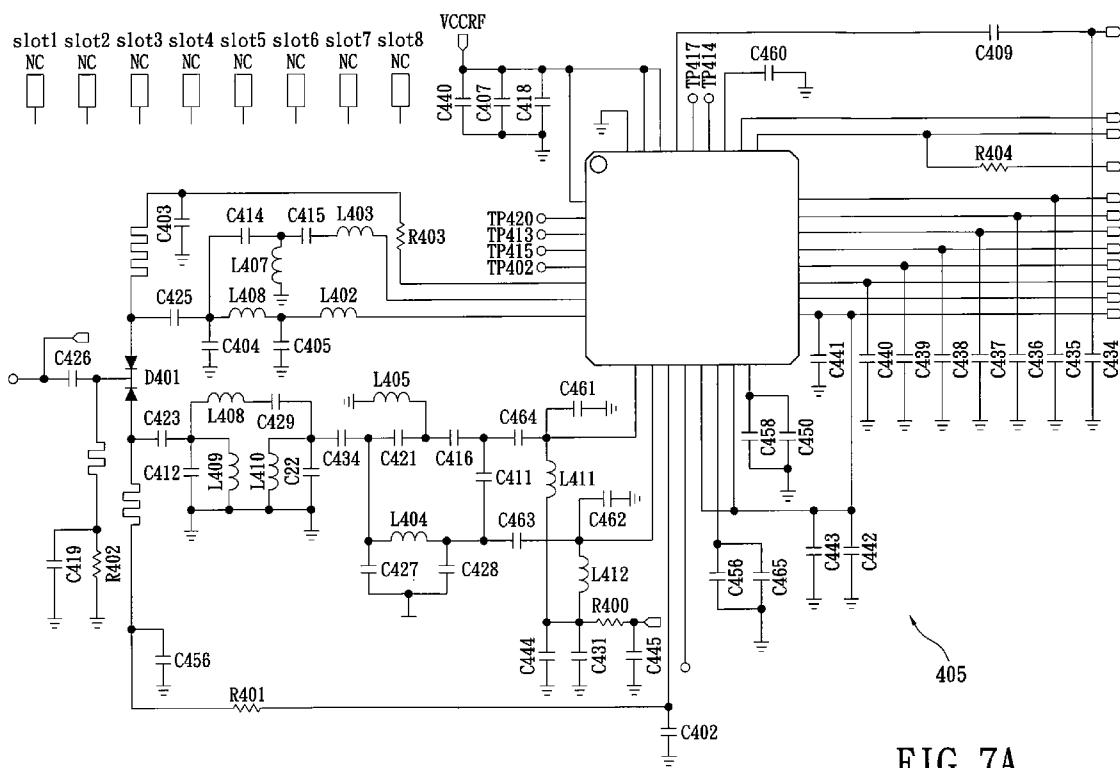 VCCRF
slot1 slot2 slot3 slot4 slot5 slot6 slot7 slot8
NC NC NC NC NC NC NC NC
C440 C407 C418
TP417 TP414
C460
C409
R404
C403
C414 C415 L403
R403
L407
TP420
TP413
TP415
TP402
C425 L408 L402
C404 C405
C426
D401
L405
L408 C429
C461
C423
C464
C412 L409 L410 C22
C434 C421 C416
C411
L411
C441 C440 C439 C438 C437 C436 C435 C434
C458 C450
C462
L404
C463
C427 C428
L412
C419 R402
C456 C465
C443 C442
R400
C444 C431 C445
C456
R401
C402
405
FIG. 7A